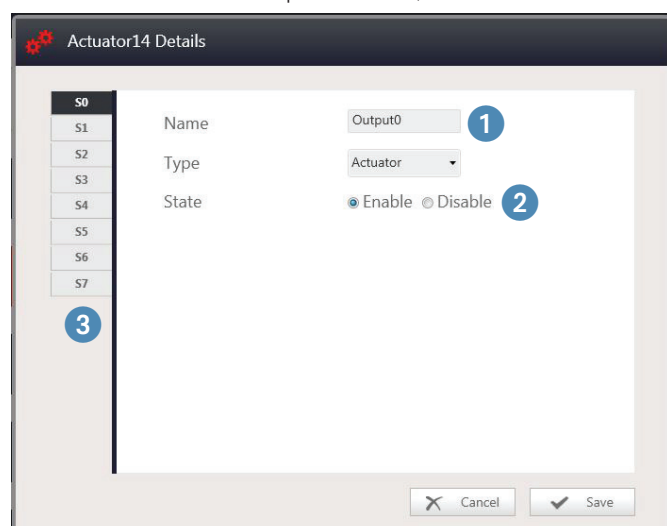 Actuator14 Details
S0
S1
S2
S3
S4
S5
S6
S7
3
Name
Output0
1
Type
Actuator
State
Enable
Disable
2
Cancel
Save